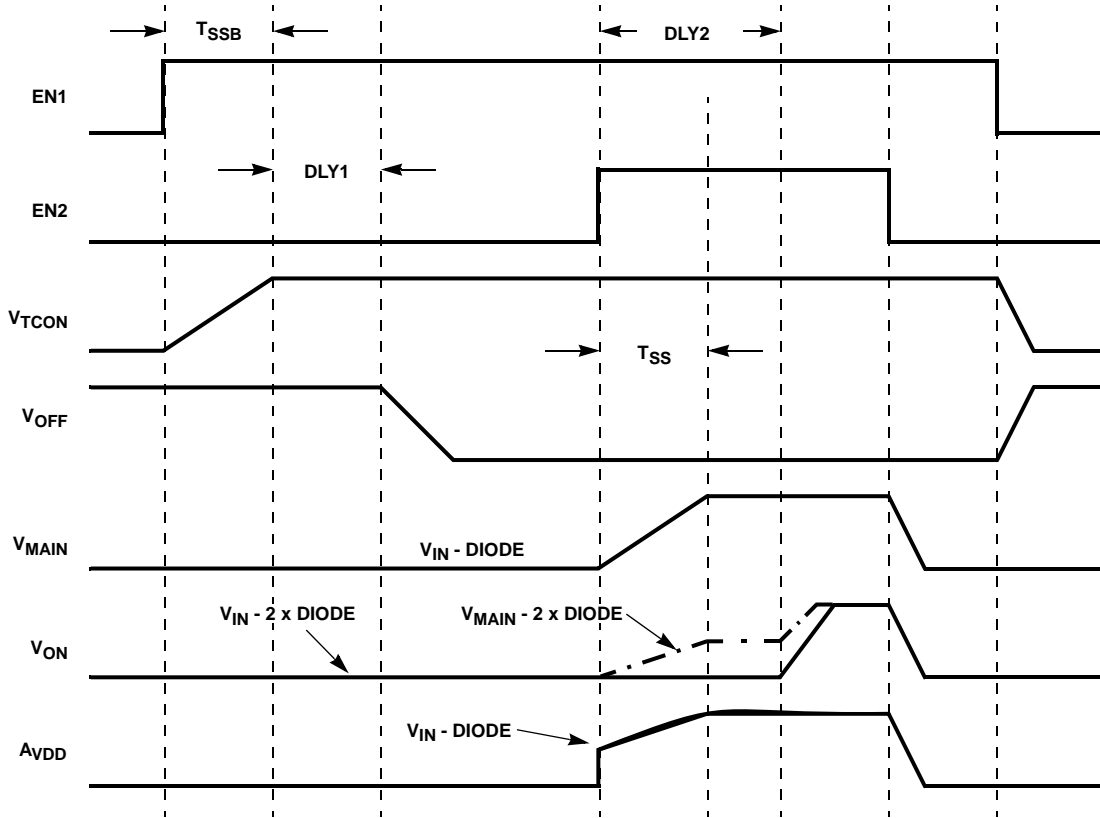 TSSB
DLY2
EN1
DLY1
EN2
VTCON
TSS
VOFF
VMAIN
VIN - DIODE
VIN - 2 x DIODE
VMAIN - 2 x DIODE
VON
VIN - DIODE
AVDD